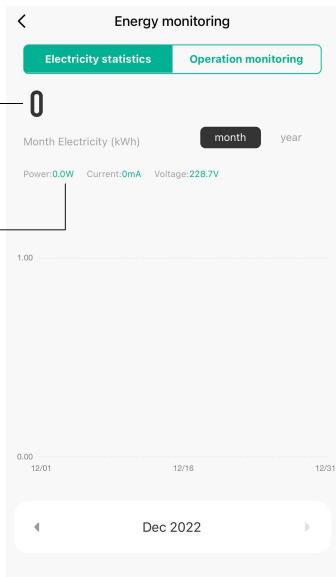 Energy monitoring
Electricity statistics Operation monitoring
0
Month Electricity (kWh) month year
Power:0.0W Current:0mA Voltage:228.7V
1.00
0.00
12/01 12/16 12/31
Dec 2022